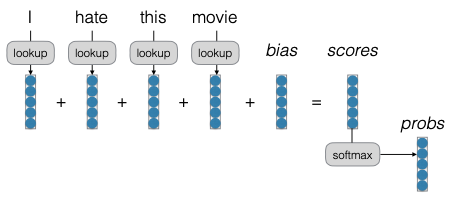 I hate this movie
lookup lookup lookup lookup bias scores
+ + + + =
probs
softmax